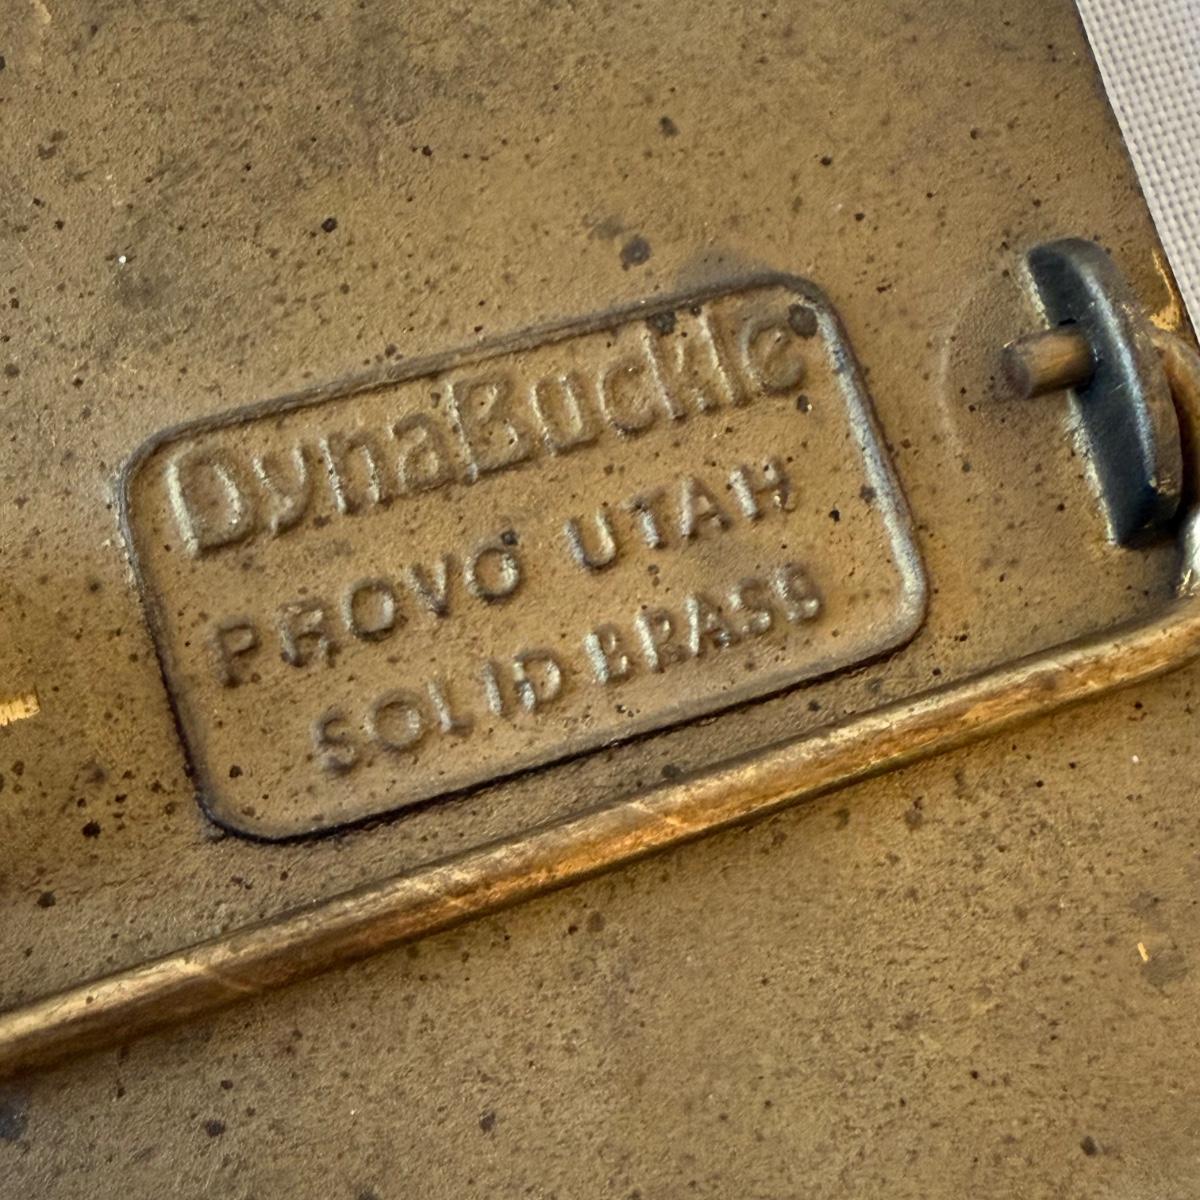 DynaBuckle
PROVO UTAH
SOLID BRASS